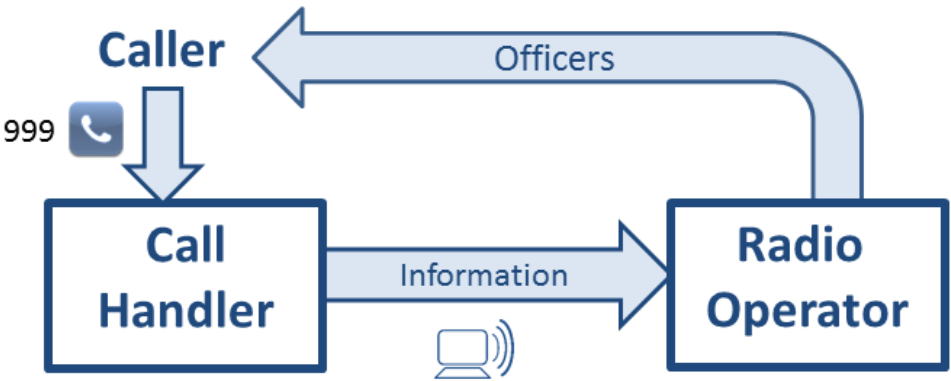 Caller
Officers
999
Call
Handler
Information
Radio
Operator